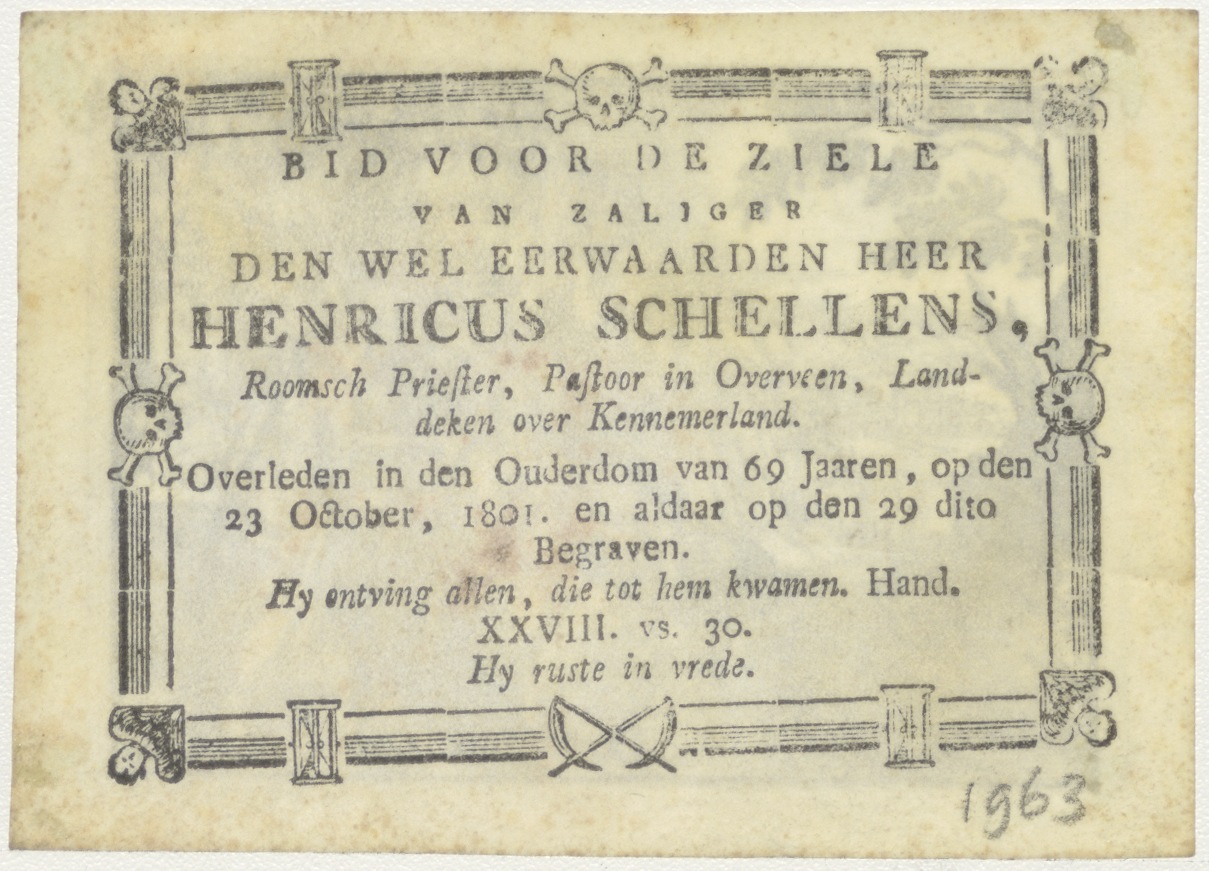 BID VOOR DE ZIELE
VAN ZALIGER
DEN WEL EERWAARDEN HEER
HENRICUS SCHELLENS,
Roomsch Prieſter, Paſtoor in Overveen, Land-
deken over Kennemerland.
Overleden in den Ouderdom van 69 Jaaren, op den
23 October, 1801. en aldaar op den 29 dito
Begraven.
Hy ontving allen, die tot hem kwamen. Hand.
XXVIII. vs. 30.
Hy ruste in vrede.
1963